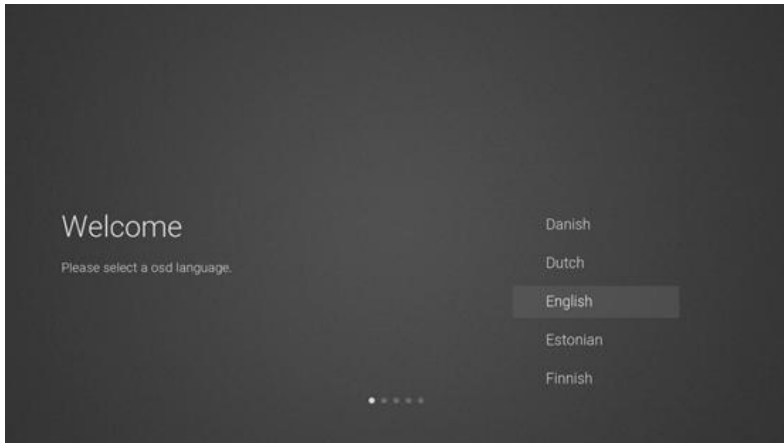 Welcome
Please select a osd language.
Danish
Dutch
English
Estonian
Finnish